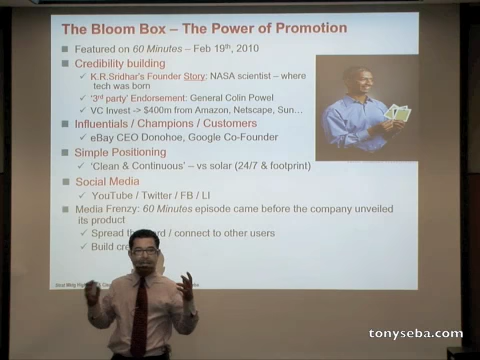 The Bloom Box – The Power of Promotion
Featured on 60 Minutes – Feb 19th, 2010
Credibility building
K.R.Sridhar's Founder Story: NASA scientist – where
tech was born
'3rd party' Endorsement: General Colin Powel
VC Invest -> $400m from Amazon, Netscape, Sun…
Influentials / Champions / Customers
eBay CEO Donohoe, Google Co-Founder
Simple Positioning
'Clean & Continuous' – vs solar (24/7 & footprint)
Social Media
YouTube / Twitter / FB / LI
Media Frenzy: 60 Minutes episode came before the company unveiled
its product
Spread the / connect to other users
Build
tonyseba.com